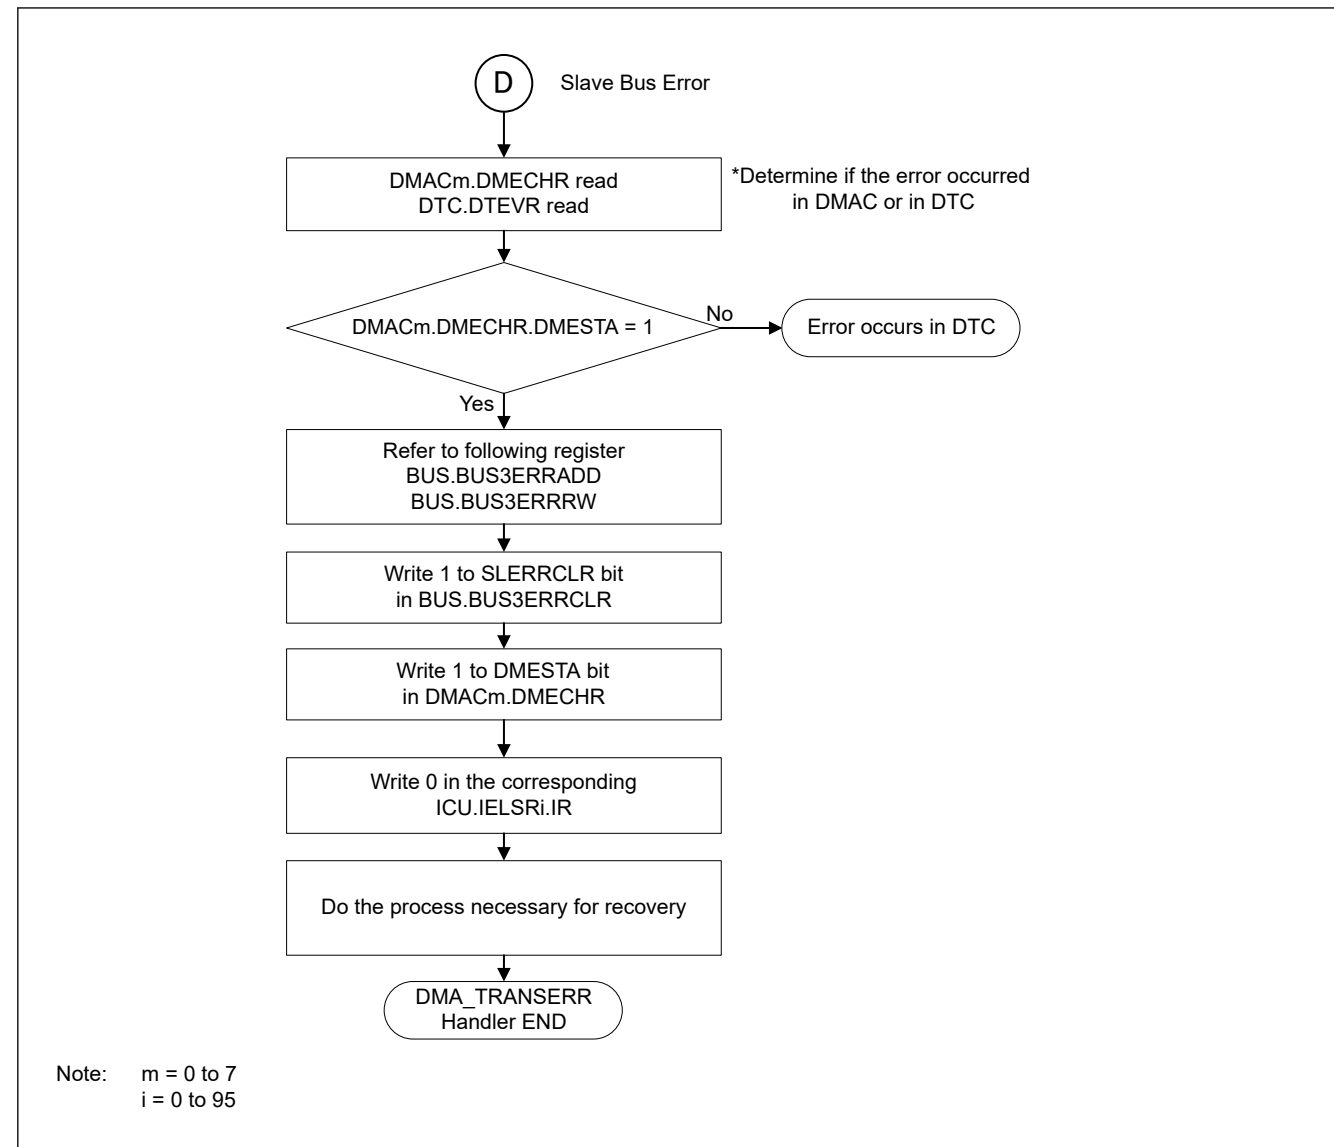 D
Slave Bus Error
DMACm.DMECHR read
DTC.DTEVR read
*Determine if the error occurred
in DMAC or in DTC
DMACm.DMECHR.DMESTA = 1
No
Error occurs in DTC
Yes
Refer to following register
BUS.BUS3ERRADD
BUS.BUS3ERRRW
Write 1 to SLERRCLR bit
in BUS.BUS3ERRCLR
Write 1 to DMESTA bit
in DMACm.DMECHR
Write 0 in the corresponding
ICU.IELSRi.IR
Do the process necessary for recovery
DMA_TRANSERR
Handler END
Note: m = 0 to 7
i = 0 to 95